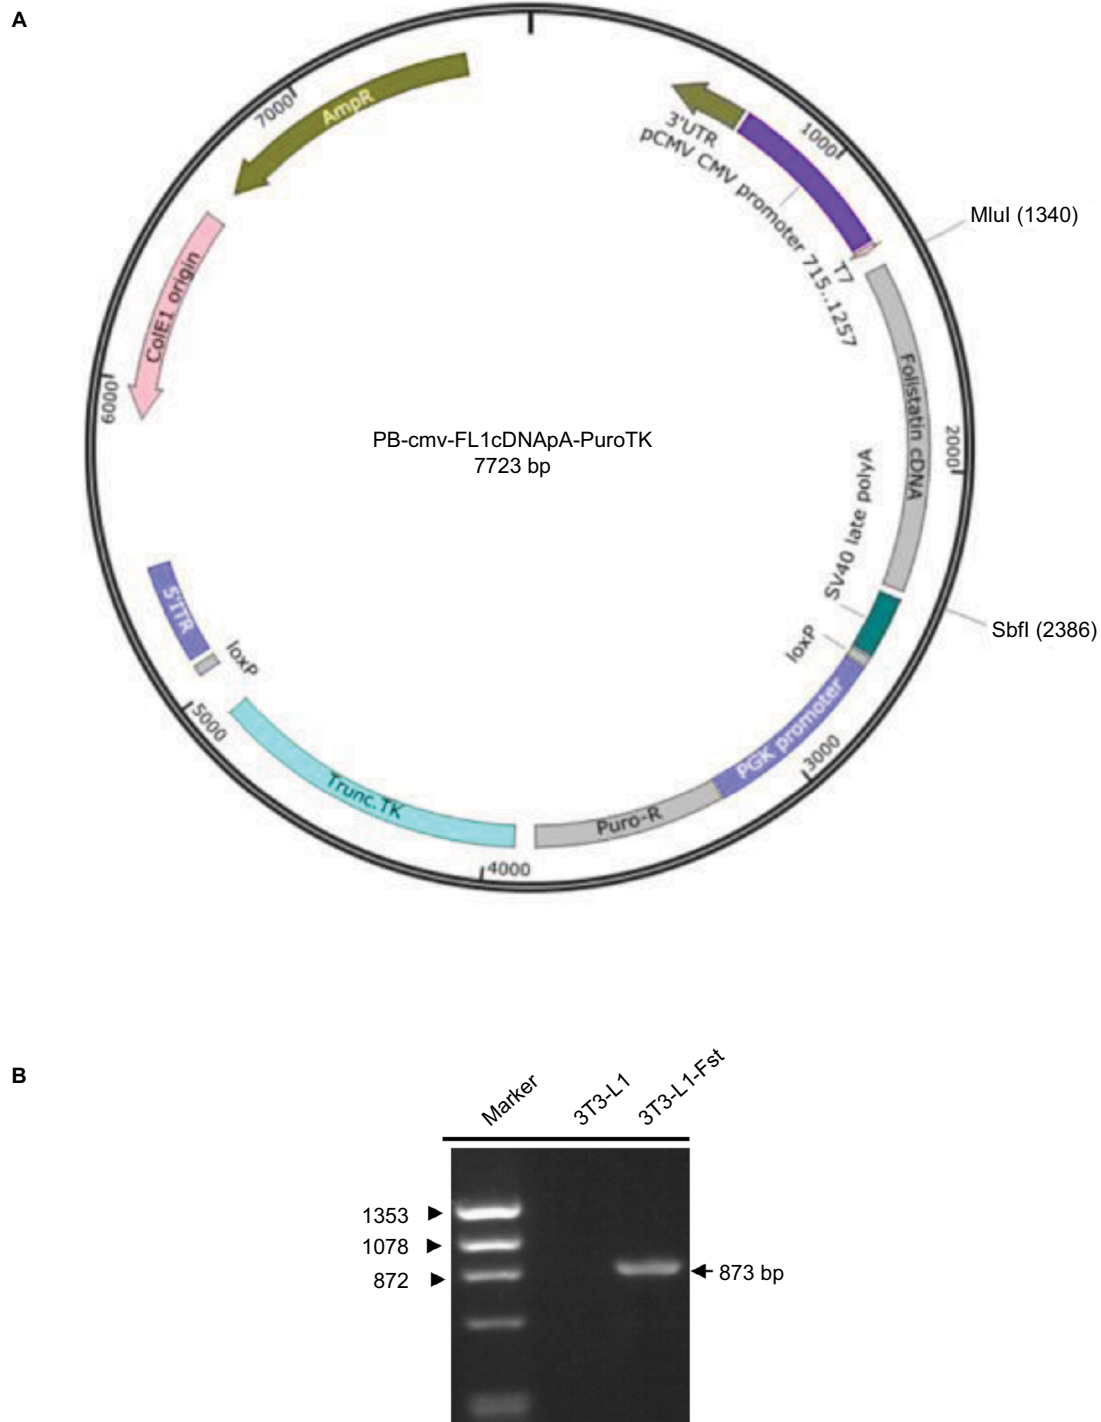 A
AmpR
7000
3'UTR
pCMV CMV promoter 715..1257
1000
MluI (1340)
T7
ColE1 origin
Folistatin cDNA
6000
2000
PB-cmv-FL1cDNApA-PuroTK
7723 bp
SV40 late polyA
5'ITR
loxP
loxP
SbfI (2386)
PGK promoter
5000
3000
Trunc.TK
Puro-R
4000
B
Marker
3T3-L1
3T3-L1-Fst
1353
1078
872
873 bp